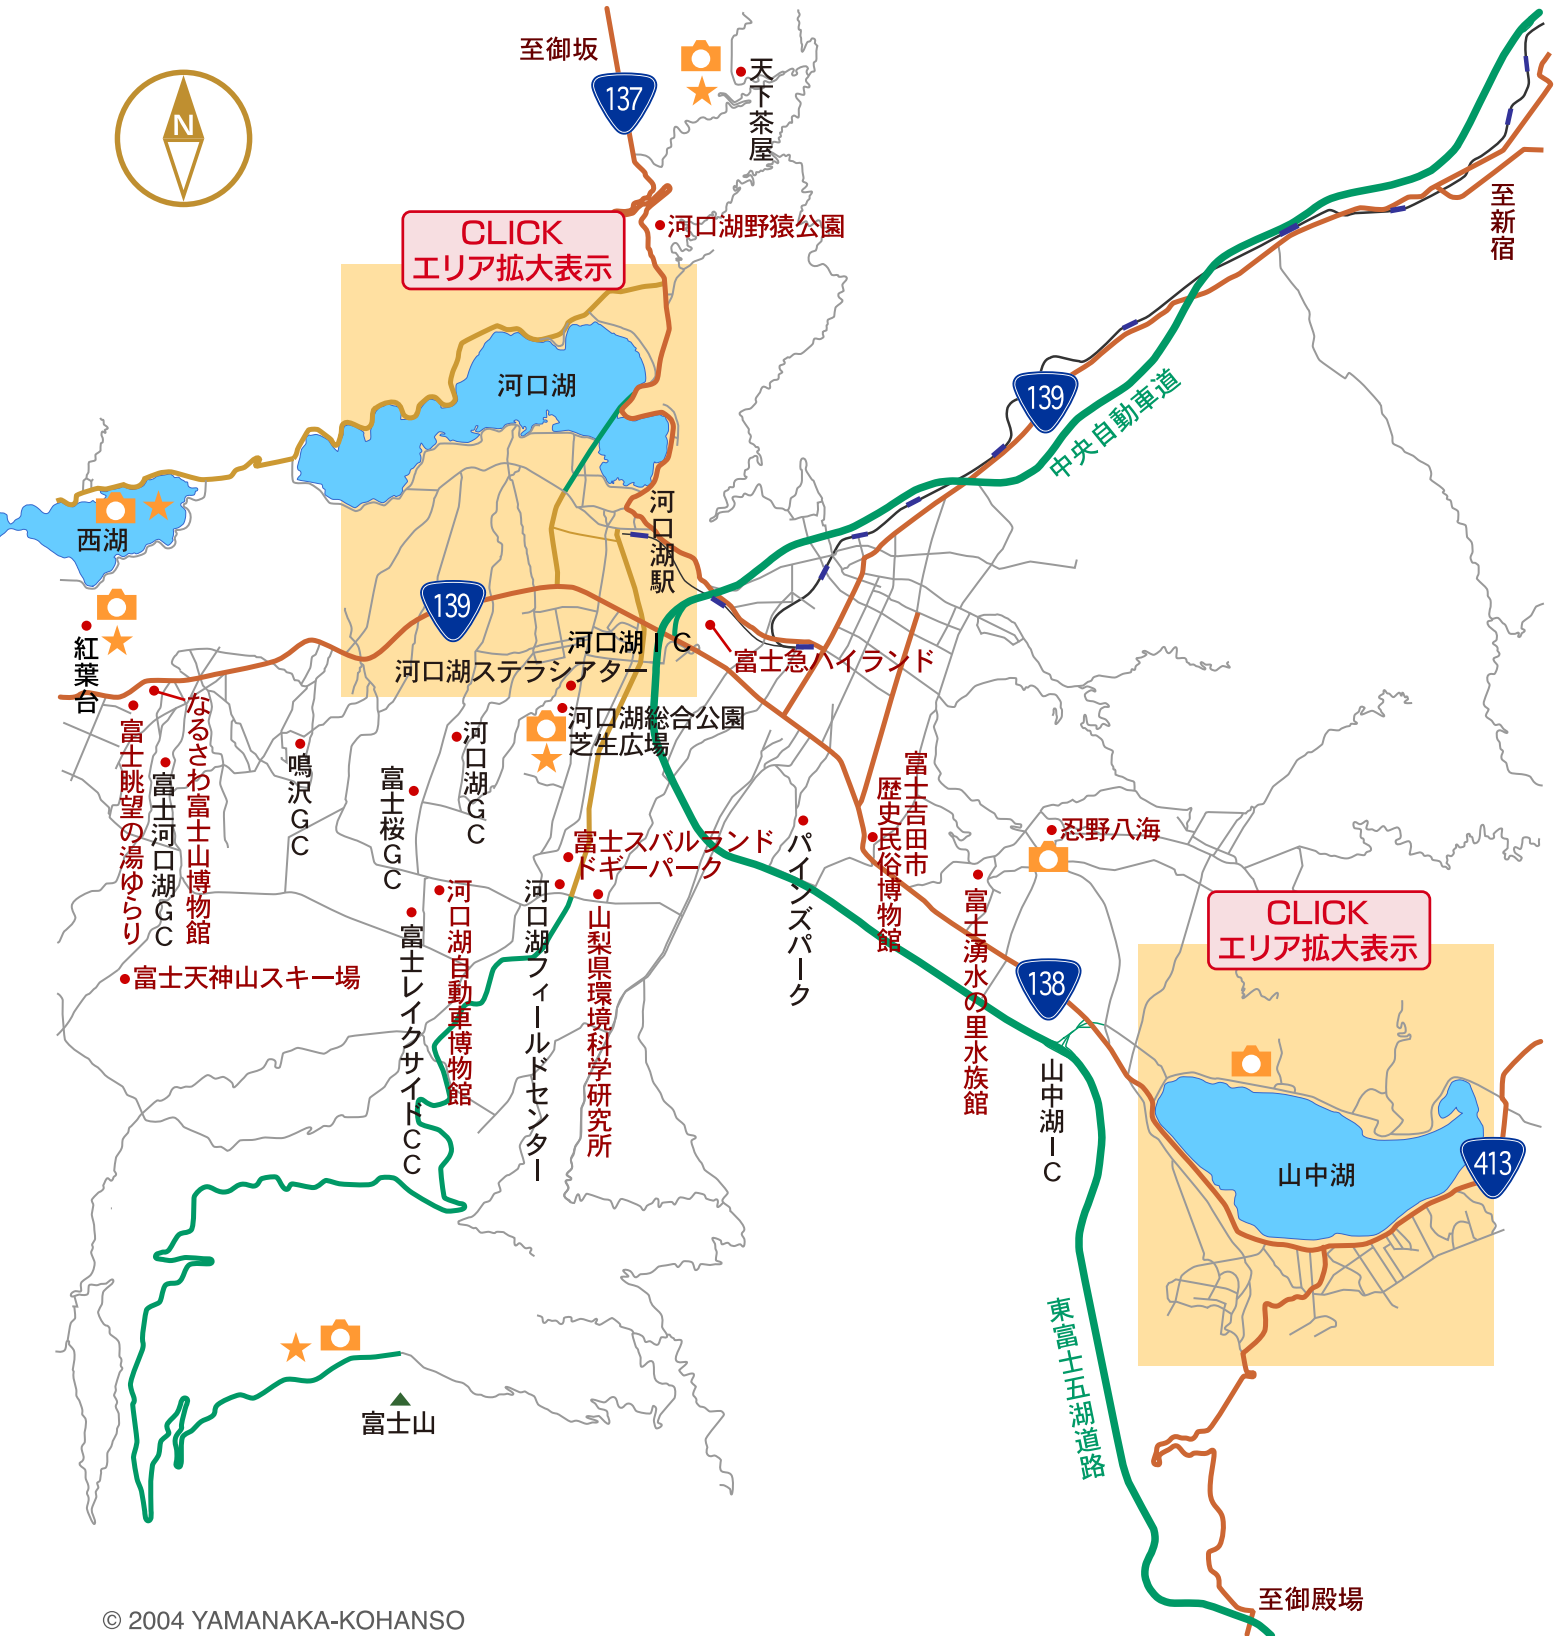 至御坂
137
天下茶屋
N
CLICK
エリア拡大表示
河口湖野猿公園
至新宿
河口湖
139
中央自動車道
西湖
河口湖駅
139
紅葉台
河口湖IC
河口湖ステラシアター
富士急ハイランド
なるさわ富士山博物館
富士眺望の湯ゆらり
富士河口湖GC
鳴沢GC
富士桜GC
河口湖GC
河口湖総合公園
芝生広場
富士スバルランド
ドギーパーク
パインズパーク
富士吉田市
歴史民俗博物館
忍野八海
富士湧水の里水族館
CLICK
エリア拡大表示
富士天神山スキー場
富士レイクサイドCC
河口湖自動車博物館
河口湖フィールドセンター
山梨県環境科学研究所
138
山中湖IC
山中湖
413
東富士五湖道路
富士山
至御殿場
© 2004 YAMANAKA-KOHANSO